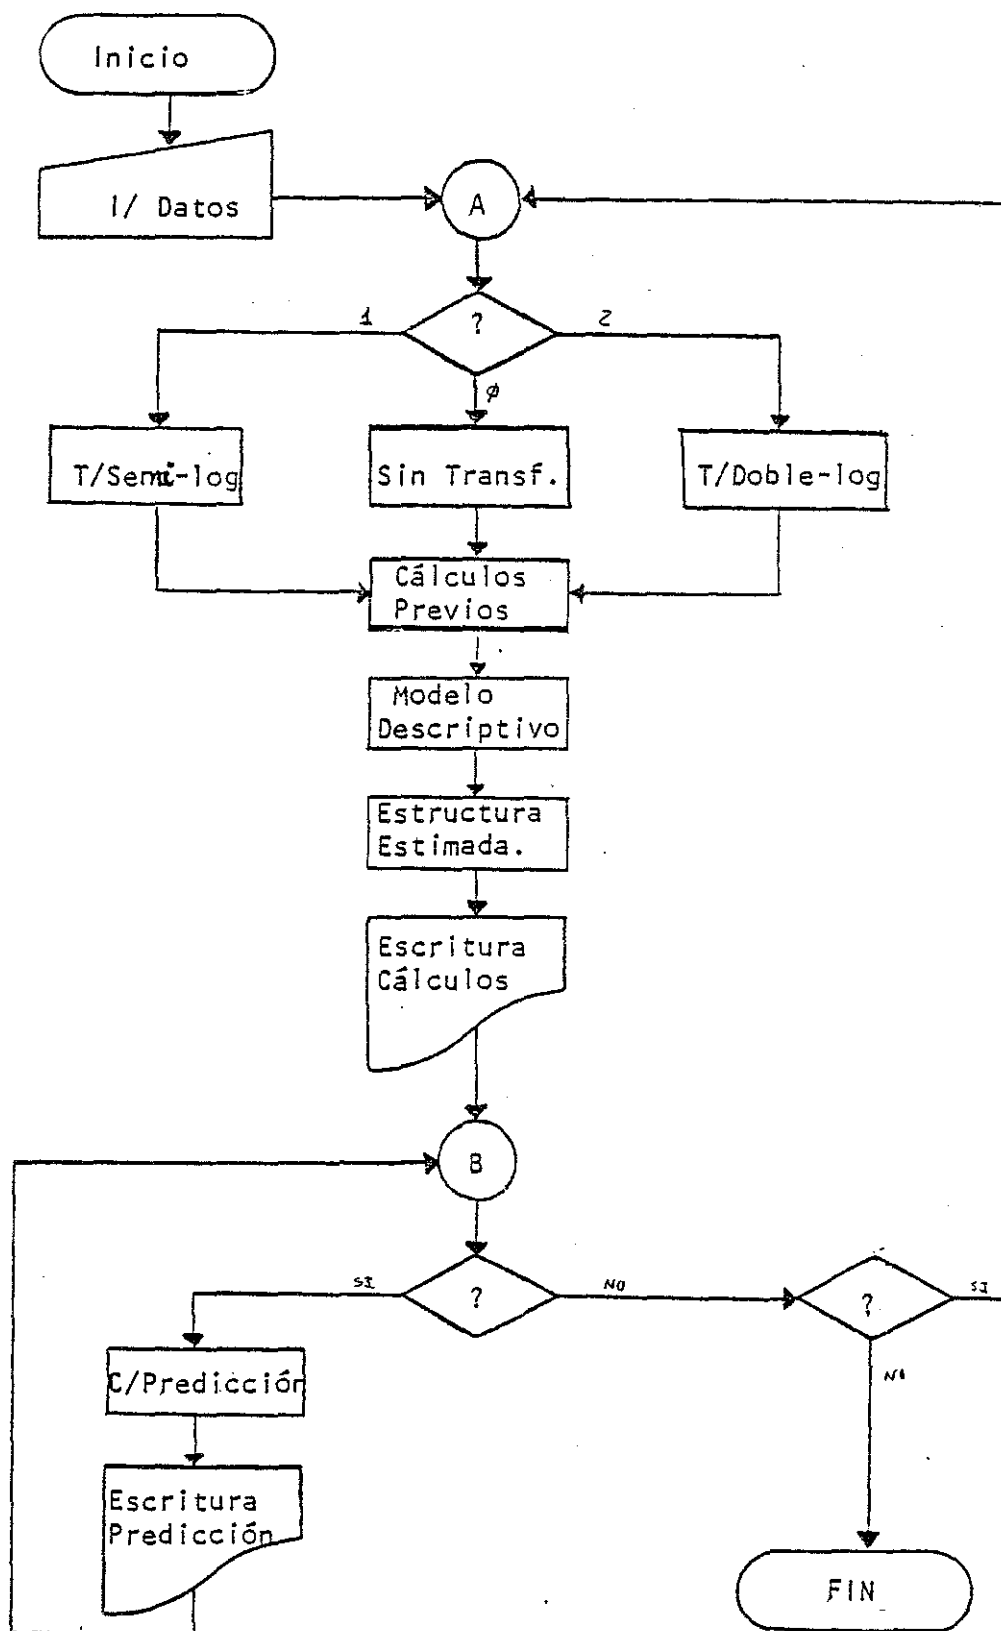 Inicio
I/ Datos
A
?
1
2
ø
T/Semi-log
Sin Transf.
T/Doble-log
Cálculos
Previos
Modelo
Descriptivo
Estructura
Estimada.
Escritura
Cálculos
B
?
SI
NO
?
SI
NO
C/Predicción
Escritura
Predicción
FIN